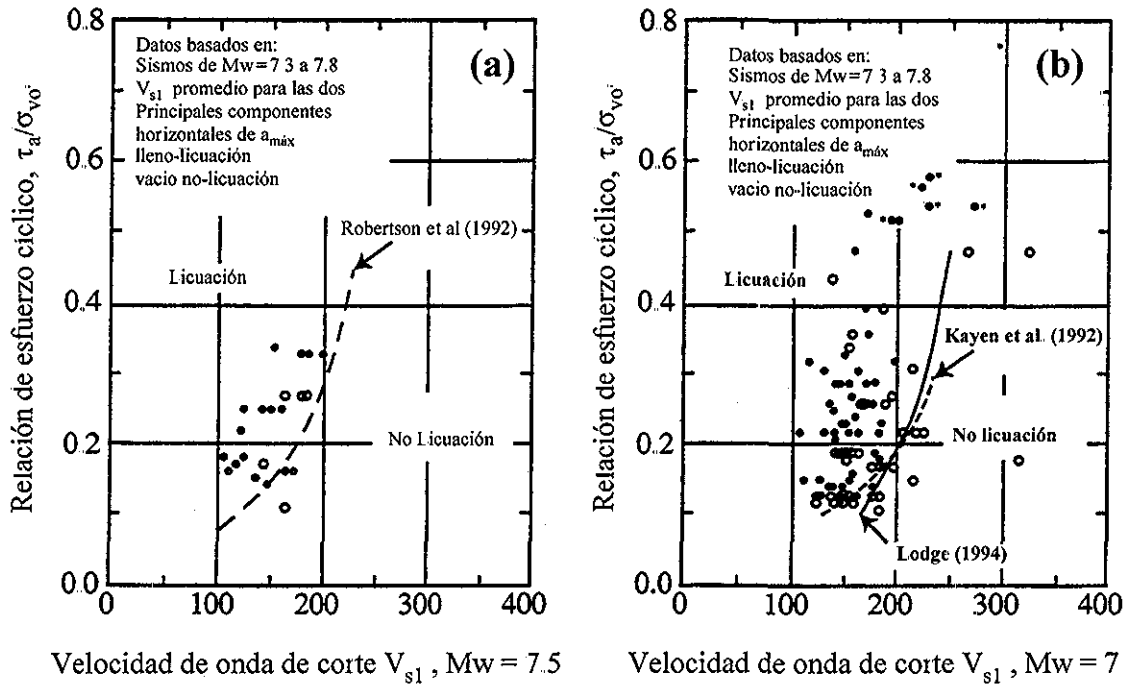 Relación de esfuerzo cíclico, τa/σvo'
0.8
0.6
0.4
0.2
0.0
Datos basados en:
Sismos de Mw=7 3 a 7.8
Vs1 promedio para las dos
Principales componentes
horizontales de amáx
lleno-licuación
vacio no-licuación
(a)
Robertson et al (1992)
Licuación
No Licuación
0 100 200 300 400
Velocidad de onda de corte Vs1 , Mw = 7.5
Relación de esfuerzo cíclico, τa/σvo'
0.8
0.6
0.4
0.2
0.0
Datos basados en:
Sismos de Mw=7 3 a 7.8
Vs1 promedio para las dos
Principales componentes
horizontales de amáx
lleno-licuación
vacio no-licuación
(b)
Licuación
Kayen et al. (1992)
No licuación
Lodge (1994)
0 100 200 300 400
Velocidad de onda de corte Vs1 , Mw = 7